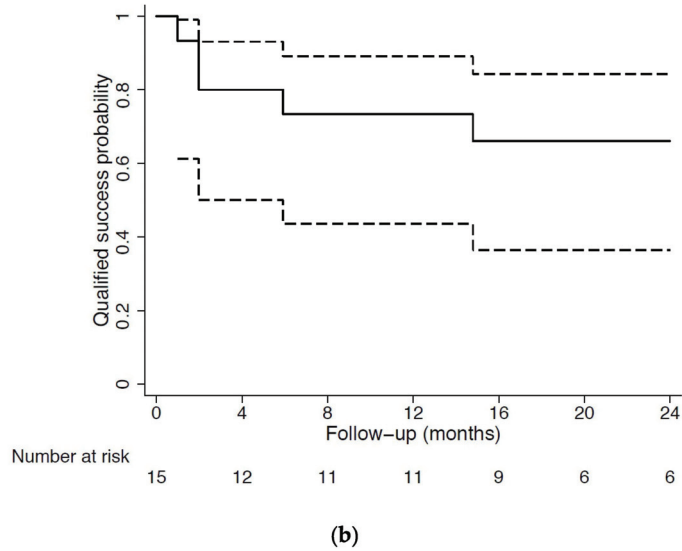 1
0.8
0.6
0.4
0.2
0
Qualified success probability
0 4 8 12 16 20 24
Follow−up (months)
Number at risk
15 12 11 11 9 6 6
(b)